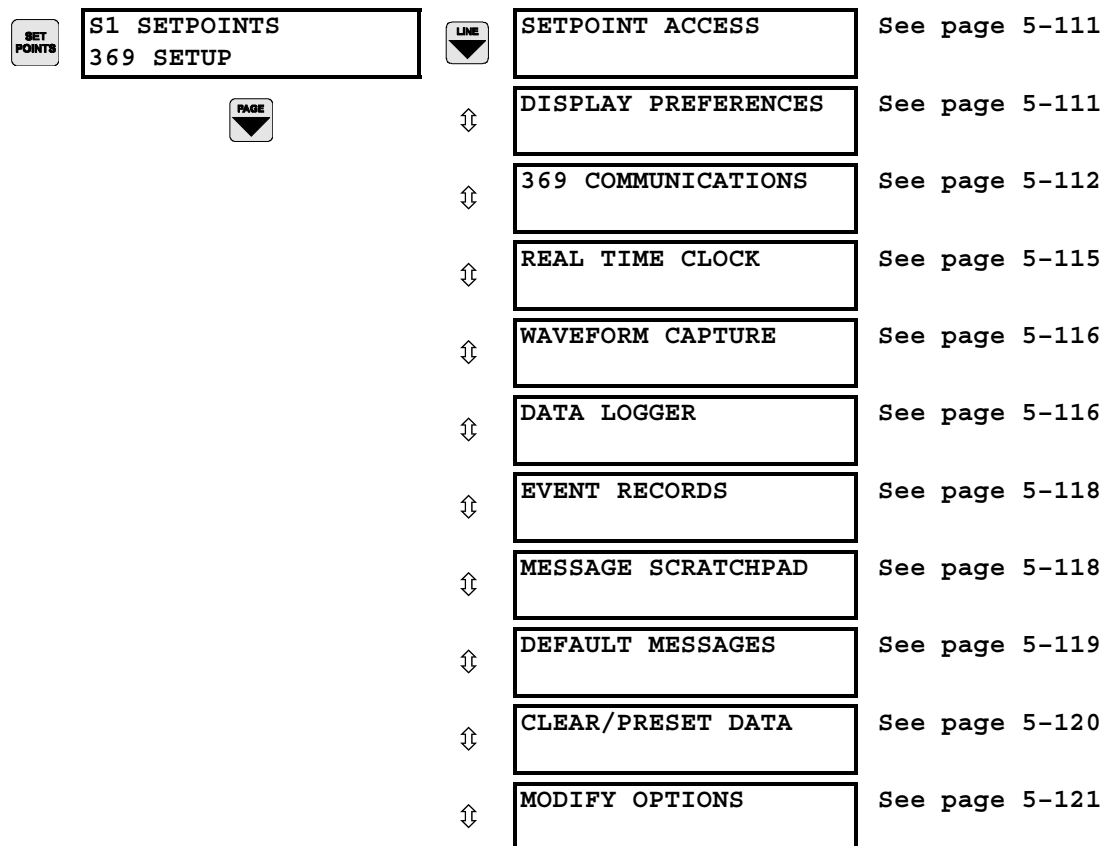 SET POINTS
S1 SETPOINTS
369 SETUP
LINE
SETPOINT ACCESS See page 5-111
PAGE
DISPLAY PREFERENCES See page 5-111
369 COMMUNICATIONS See page 5-112
REAL TIME CLOCK See page 5-115
WAVEFORM CAPTURE See page 5-116
DATA LOGGER See page 5-116
EVENT RECORDS See page 5-118
MESSAGE SCRATCHPAD See page 5-118
DEFAULT MESSAGES See page 5-119
CLEAR/PRESET DATA See page 5-120
MODIFY OPTIONS See page 5-121